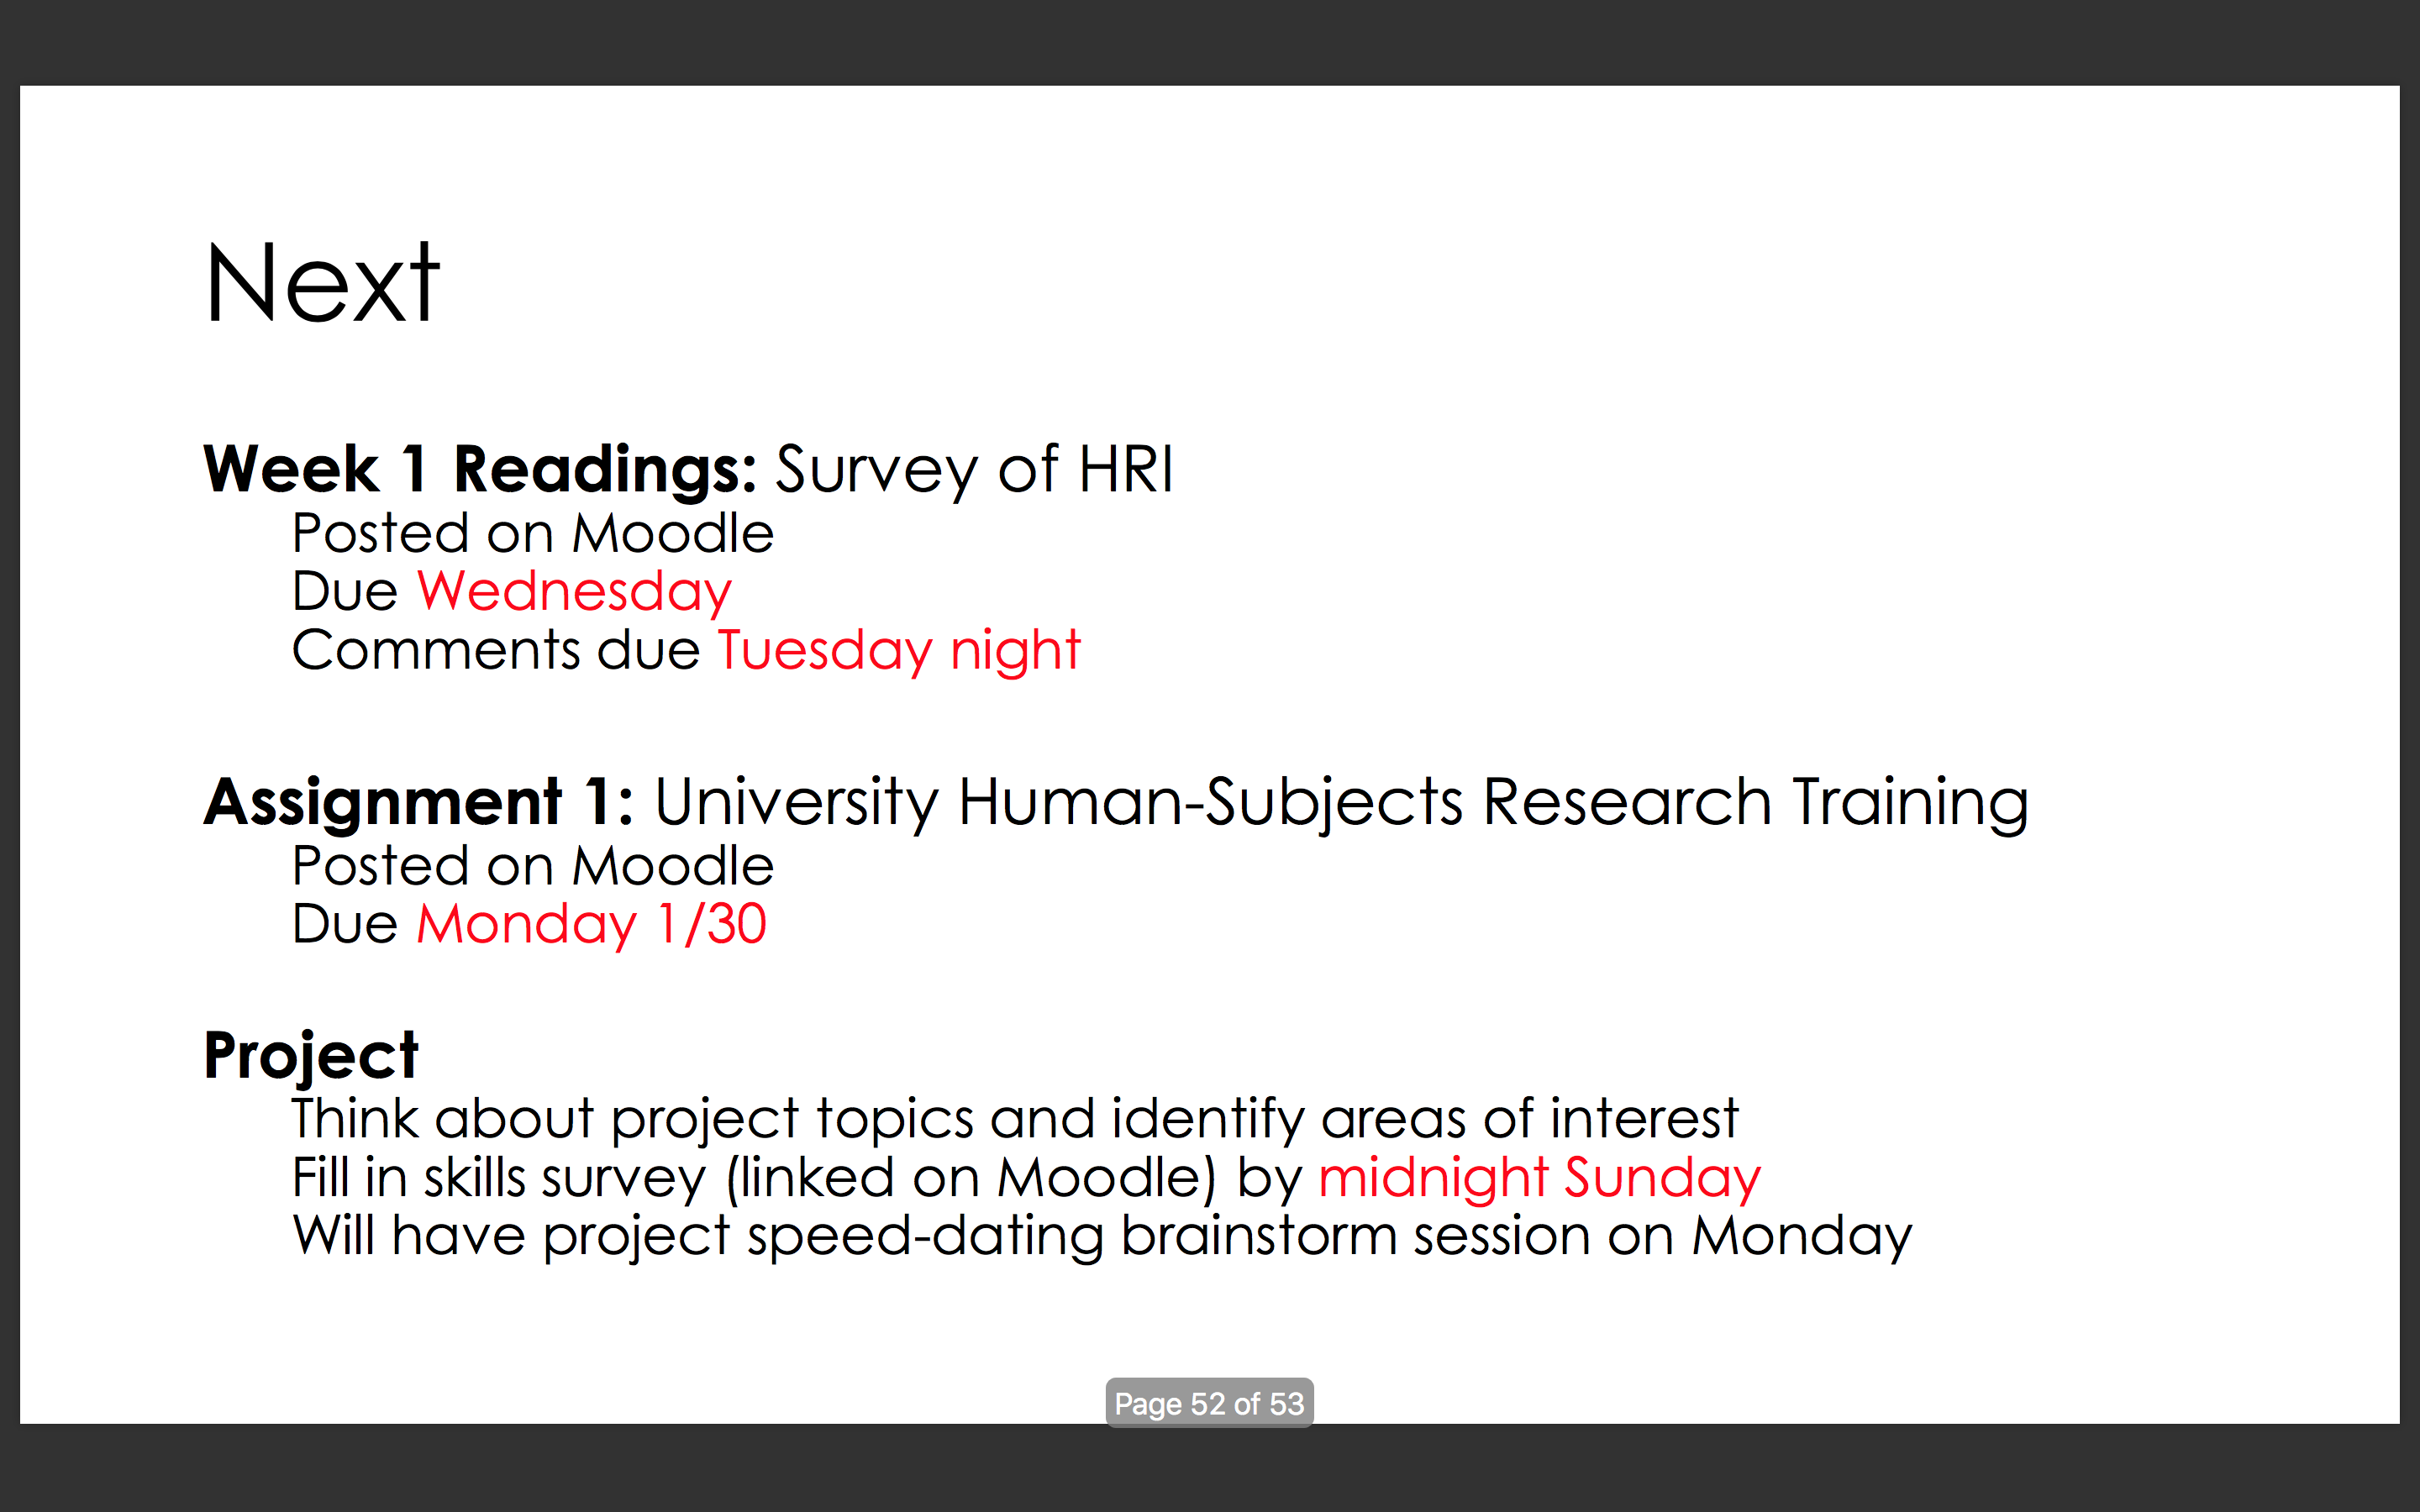 Next
Week 1 Readings: Survey of HRI
Posted on Moodle
Due Wednesday
Comments due Tuesday night
Assignment 1: University Human-Subjects Research Training
Posted on Moodle
Due Monday 1/30
Project
Think about project topics and identify areas of interest
Fill in skills survey (linked on Moodle) by midnight Sunday
Will have project speed-dating brainstorm session on Monday
Page 52 of 53